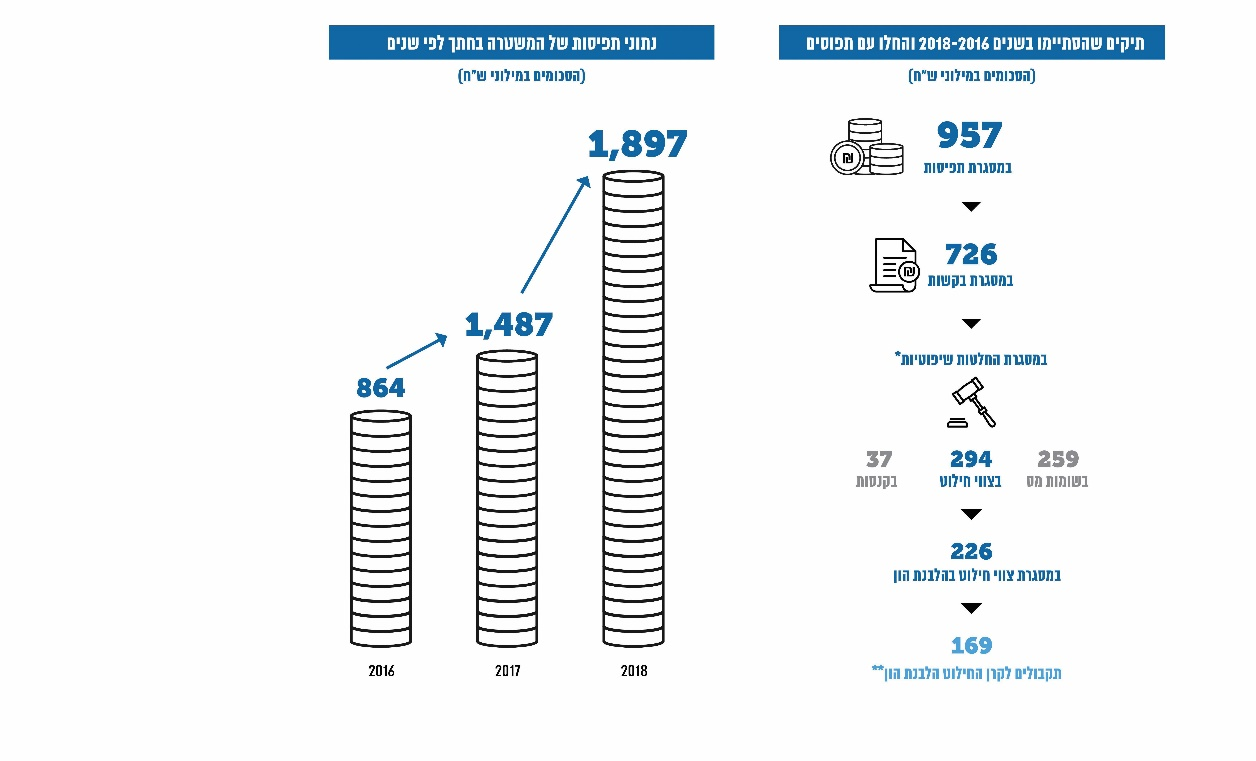 תיקים שהסתיימו בשנים 2018-2016 והחלו עם תפוסים
(הסכומים במילוני ש"ח)
957
במסגרת תפיסות
726
במסגרת בקשות
במסגרת החלטות שיפוטיות*
259
בשומות מס
294
בצווי חילוט
37
בקנסות
226
במסגרת צווי חילוט בהלבנת הון
169
תקבולים לקרן החילוט הלבנת הון**
נתוני תפיסות של המשטרה בחתך לפי שנים
(הסכומים במילוני ש"ח)
1,897
1,487
864
2016
2017
2018